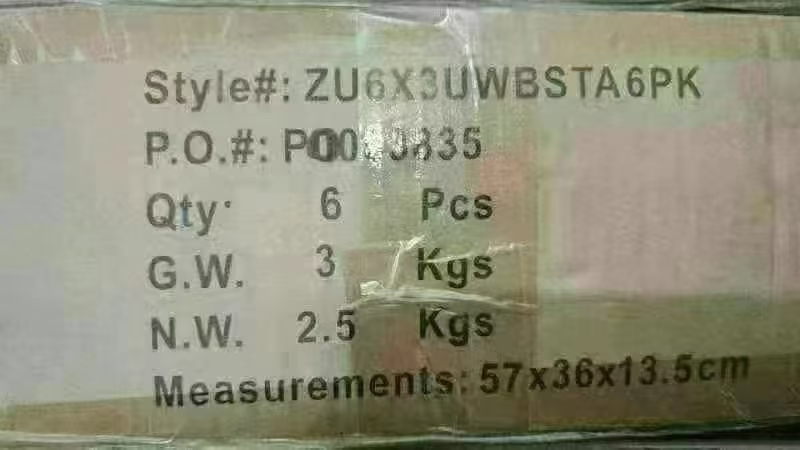 Style#: ZU6X3UWBSTA6PK
P.O.#:
Qty: 6 Pcs
G.W. 3 Kgs
N.W. 2.5 Kgs
Measurements: 57x36x13.5cm